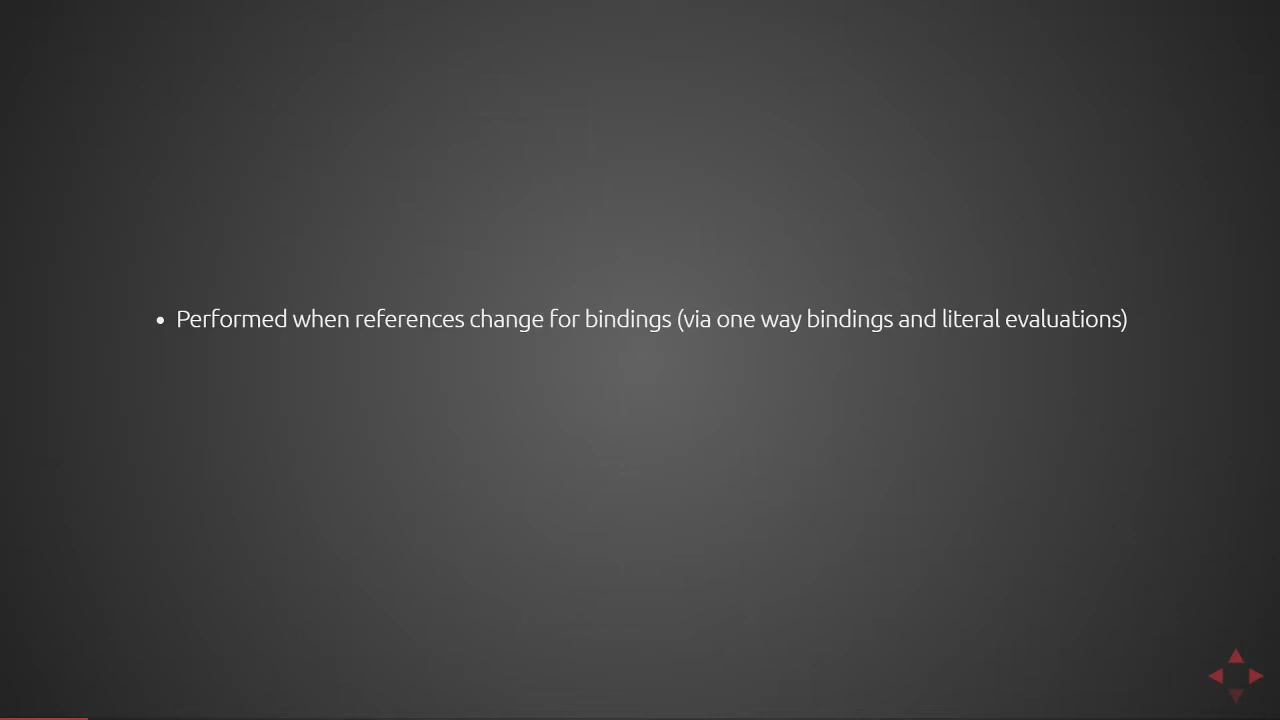 • Performed when references change for bindings (via one way bindings and literal evaluations)